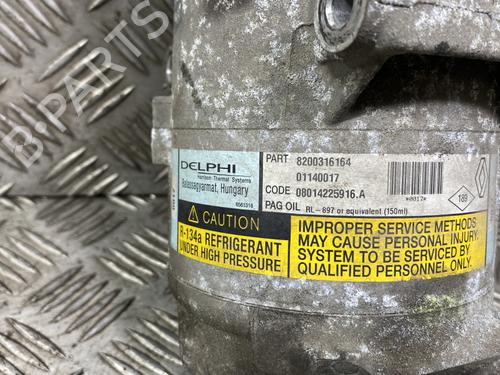 B-PARTS
DELPHI
Harrison Thermal Systems
Balassagyarmat, Hungary
PART 8200316164
01140017
CODE 08014225916.A
PAG OIL RL-897 or equivalent (150ml)
*0017*
189
CAUTION
R-134a REFRIGERANT
UNDER HIGH PRESSURE
IMPROPER SERVICE METHODS
MAY CAUSE PERSONAL INJURY.
SYSTEM TO BE SERVICED BY
QUALIFIED PERSONNEL ONLY.